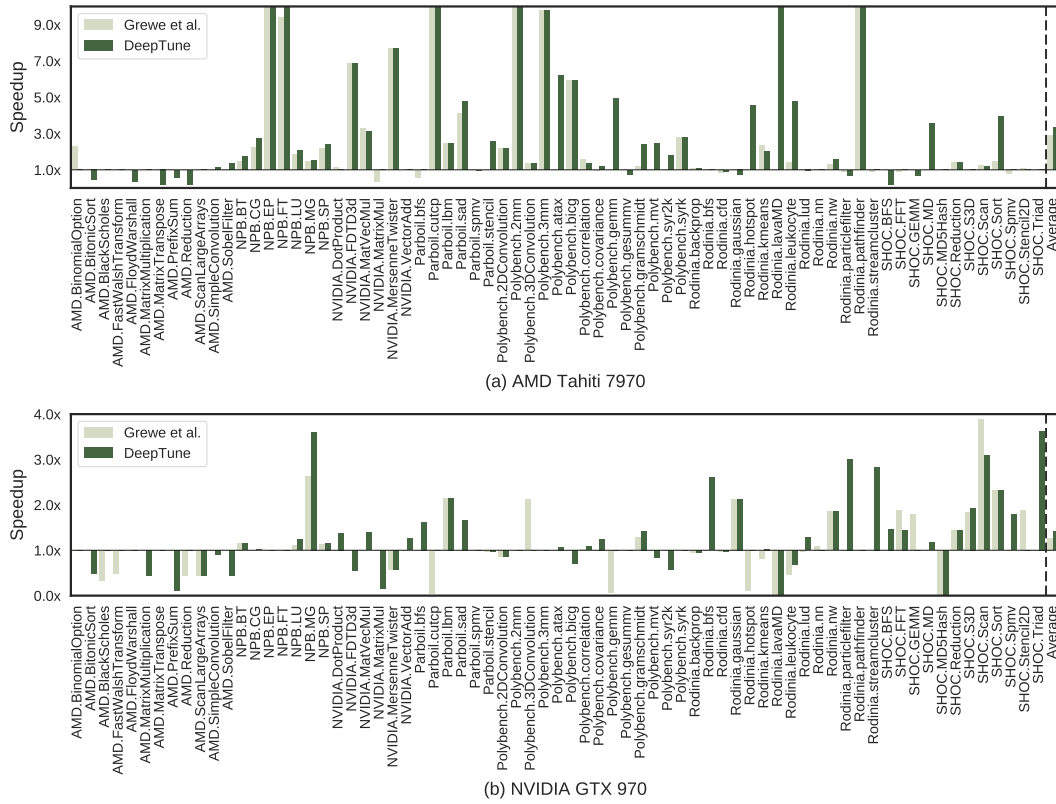 9.0x
7.0x
5.0x
3.0x
1.0x
Speedup
Grewe et al.
DeepTune
AMD.BinomialOption
AMD.BitonicSort
AMD.BlackScholes
AMD.FastWalshTransform
AMD.FloydWarshall
AMD.MatrixMultiplication
AMD.MatrixTranspose
AMD.PrefixSum
AMD.Reduction
AMD.ScanLargeArrays
AMD.SimpleConvolution
AMD.SobelFilter
NPB.BT
NPB.CG
NPB.EP
NPB.FT
NPB.LU
NPB.MG
NPB.SP
NVIDIA.DotProduct
NVIDIA.FDTD3d
NVIDIA.MatVecMul
NVIDIA.MatrixMul
NVIDIA.MersenneTwister
NVIDIA.VectorAdd
Parboil.bfs
Parboil.cutcp
Parboil.lbm
Parboil.sad
Parboil.spmv
Parboil.stencil
Polybench.2DConvolution
Polybench.2mm
Polybench.3DConvolution
Polybench.3mm
Polybench.atax
Polybench.bicg
Polybench.correlation
Polybench.covariance
Polybench.gemm
Polybench.gesummv
Polybench.gramschmidt
Polybench.mvt
Polybench.syr2k
Polybench.syrk
Rodinia.backprop
Rodinia.bfs
Rodinia.cfd
Rodinia.gaussian
Rodinia.hotspot
Rodinia.kmeans
Rodinia.lavaMD
Rodinia.leukocyte
Rodinia.lud
Rodinia.nn
Rodinia.nw
Rodinia.particlefilter
Rodinia.pathfinder
Rodinia.streamcluster
SHOC.BFS
SHOC.FFT
SHOC.GEMM
SHOC.MD
SHOC.MD5Hash
SHOC.Reduction
SHOC.S3D
SHOC.Scan
SHOC.Sort
SHOC.Spmv
SHOC.Stencil2D
SHOC.Triad
Average
(a) AMD Tahiti 7970
4.0x
3.0x
2.0x
1.0x
0.0x
Speedup
Grewe et al.
DeepTune
AMD.BinomialOption
AMD.BitonicSort
AMD.BlackScholes
AMD.FastWalshTransform
AMD.FloydWarshall
AMD.MatrixMultiplication
AMD.MatrixTranspose
AMD.PrefixSum
AMD.Reduction
AMD.ScanLargeArrays
AMD.SimpleConvolution
AMD.SobelFilter
NPB.BT
NPB.CG
NPB.EP
NPB.FT
NPB.LU
NPB.MG
NPB.SP
NVIDIA.DotProduct
NVIDIA.FDTD3d
NVIDIA.MatVecMul
NVIDIA.MatrixMul
NVIDIA.MersenneTwister
NVIDIA.VectorAdd
Parboil.bfs
Parboil.cutcp
Parboil.lbm
Parboil.sad
Parboil.spmv
Parboil.stencil
Polybench.2DConvolution
Polybench.2mm
Polybench.3DConvolution
Polybench.3mm
Polybench.atax
Polybench.bicg
Polybench.correlation
Polybench.covariance
Polybench.gemm
Polybench.gesummv
Polybench.gramschmidt
Polybench.mvt
Polybench.syr2k
Polybench.syrk
Rodinia.backprop
Rodinia.bfs
Rodinia.cfd
Rodinia.gaussian
Rodinia.hotspot
Rodinia.kmeans
Rodinia.lavaMD
Rodinia.leukocyte
Rodinia.lud
Rodinia.nn
Rodinia.nw
Rodinia.particlefilter
Rodinia.pathfinder
Rodinia.streamcluster
SHOC.BFS
SHOC.FFT
SHOC.GEMM
SHOC.MD
SHOC.MD5Hash
SHOC.Reduction
SHOC.S3D
SHOC.Scan
SHOC.Sort
SHOC.Spmv
SHOC.Stencil2D
SHOC.Triad
Average
(b) NVIDIA GTX 970